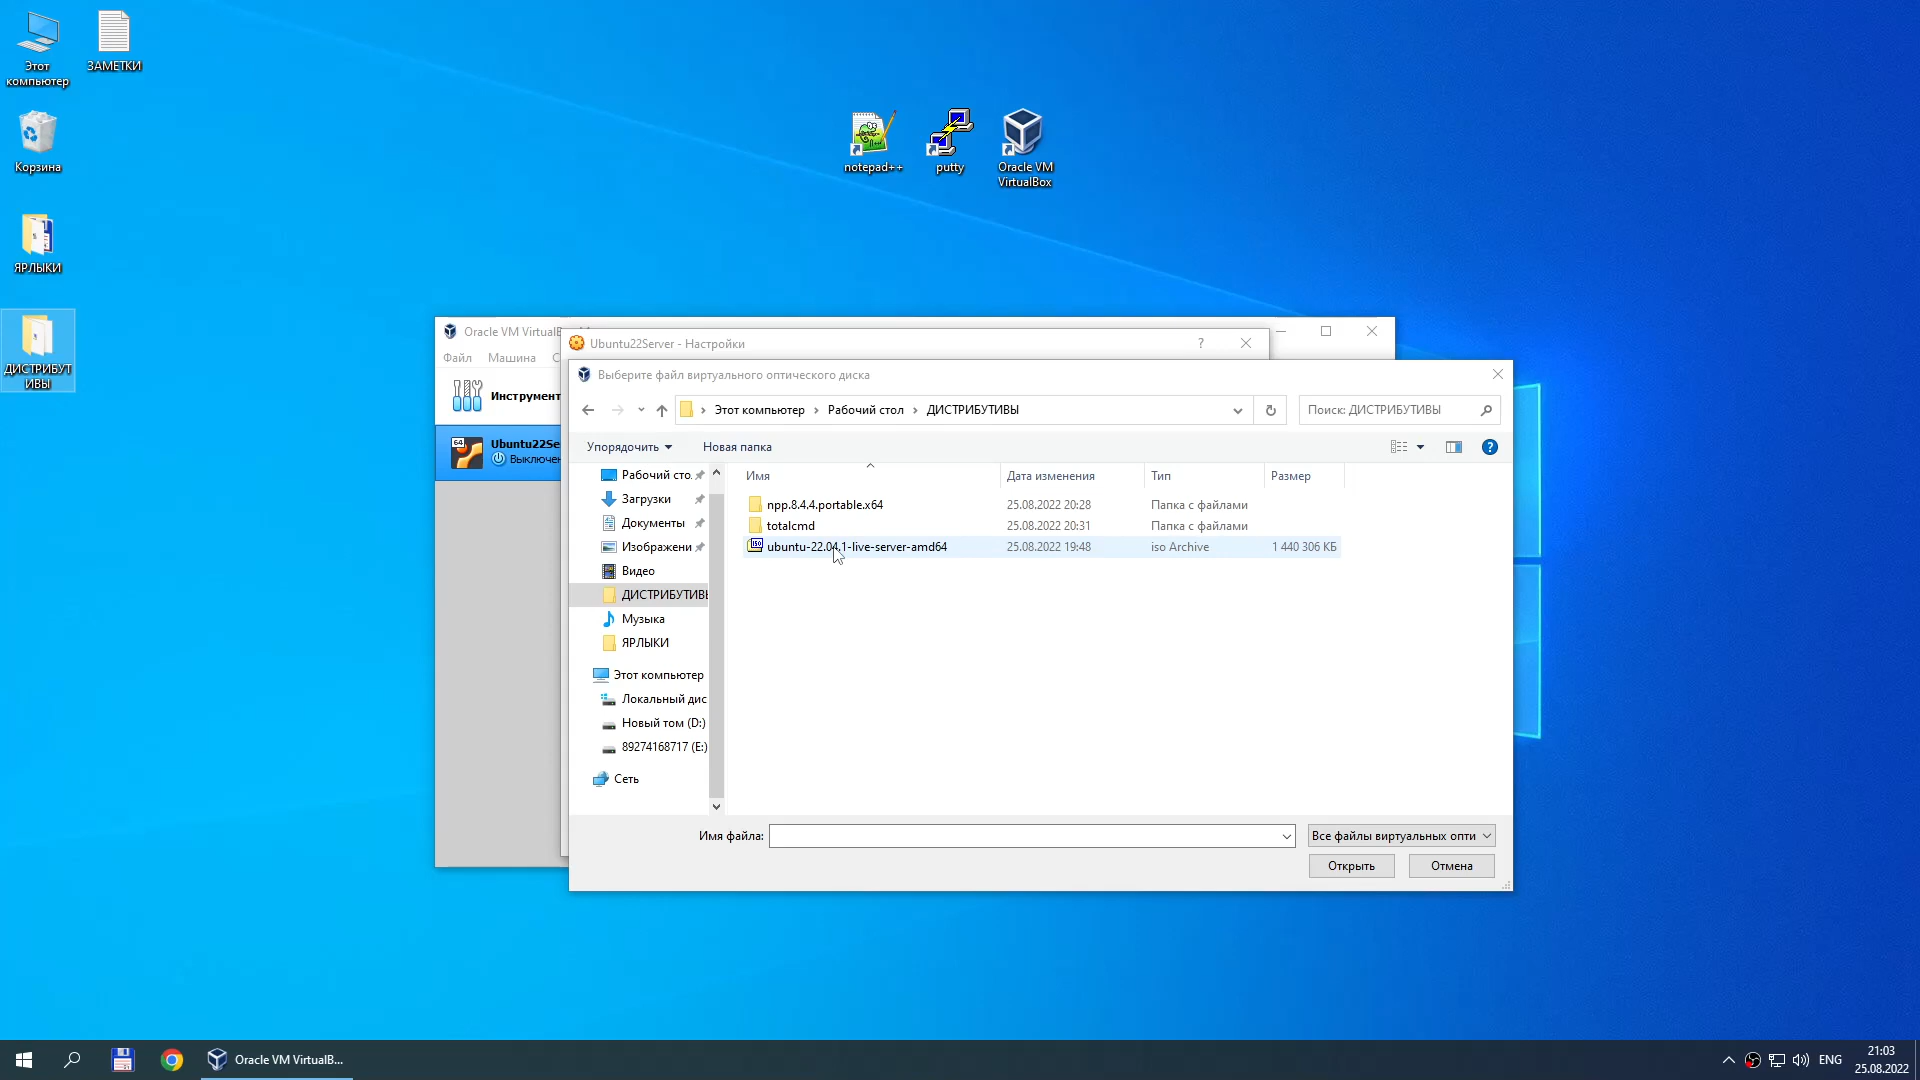 Этот
компьютер
ЗАМЕТКИ
Корзина
ЯРЛЫКИ
ДИСТРИБУТ
ИВЫ
notepad++
putty
Oracle VM
VirtualBox
Oracle VM VirtualB
Файл Машина С
Инструмент
64
Ubuntu22Se
Выключен
Ubuntu22Server - Настройки
?
Выберите файл виртуального оптического диска
Этот компьютер › Рабочий стол › ДИСТРИБУТИВЫ
Поиск: ДИСТРИБУТИВЫ
Упорядочить
Новая папка
Рабочий сто.
Загрузки
Документы
Изображени
Видео
ДИСТРИБУТИВЫ
Музыка
ЯРЛЫКИ
Этот компьютер
Локальный дис
Новый том (D:)
89274168717 (E:)
Сеть
Имя Дата изменения Тип Размер
npp.8.4.4.portable.x64 25.08.2022 20:28 Папка с файлами
totalcmd 25.08.2022 20:31 Папка с файлами
ubuntu-22.04.1-live-server-amd64 25.08.2022 19:48 iso Archive 1 440 306 КБ
Имя файла:
Все файлы виртуальных опти
Открыть
Отмена
Oracle VM VirtualB...
ENG
21:03
25.08.2022